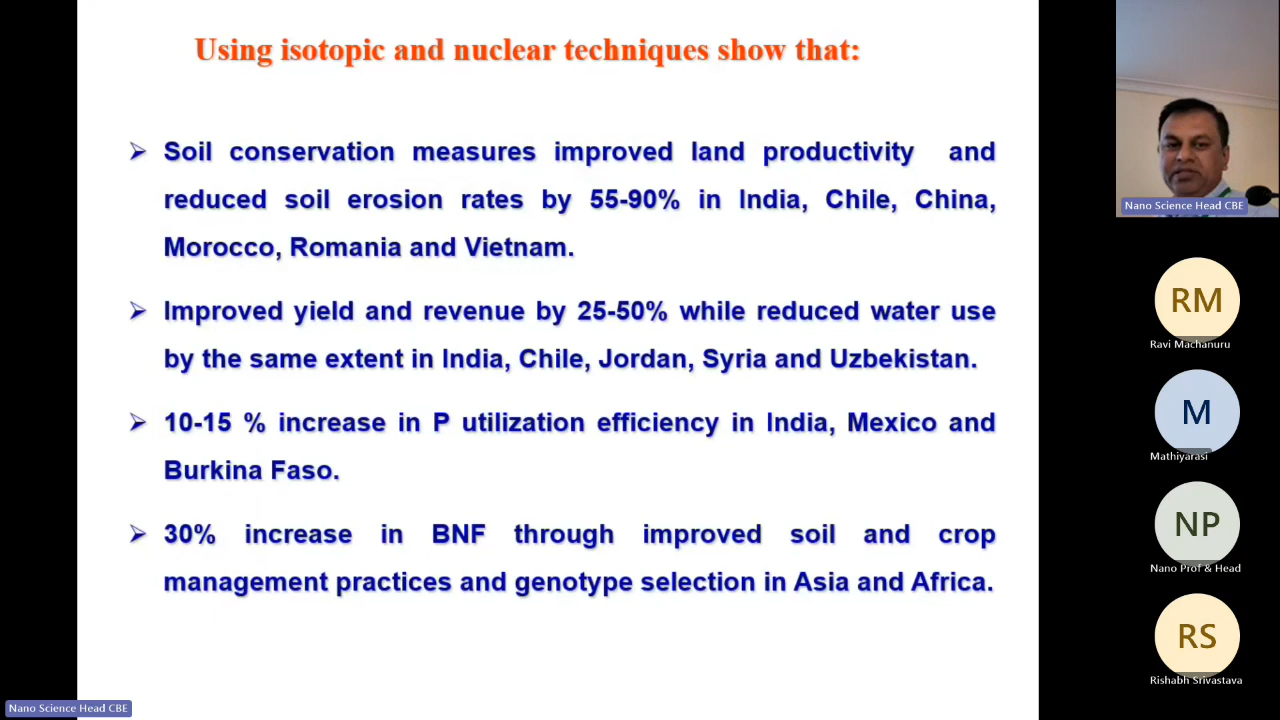 Using isotopic and nuclear techniques show that:
Soil conservation measures improved land productivity and
reduced soil erosion rates by 55-90% in India, Chile, China,
Morocco, Romania and Vietnam.
Improved yield and revenue by 25-50% while reduced water use
by the same extent in India, Chile, Jordan, Syria and Uzbekistan.
10-15 % increase in P utilization efficiency in India, Mexico and
Burkina Faso.
30% increase in BNF through improved soil and crop
management practices and genotype selection in Asia and Africa.
Nano Science Head CBE
Nano Science Head CBE
RM
Ravi Machanuru
M
Mathiyarasi
NP
Nano Prof & Head
RS
Rishabh Srivastava